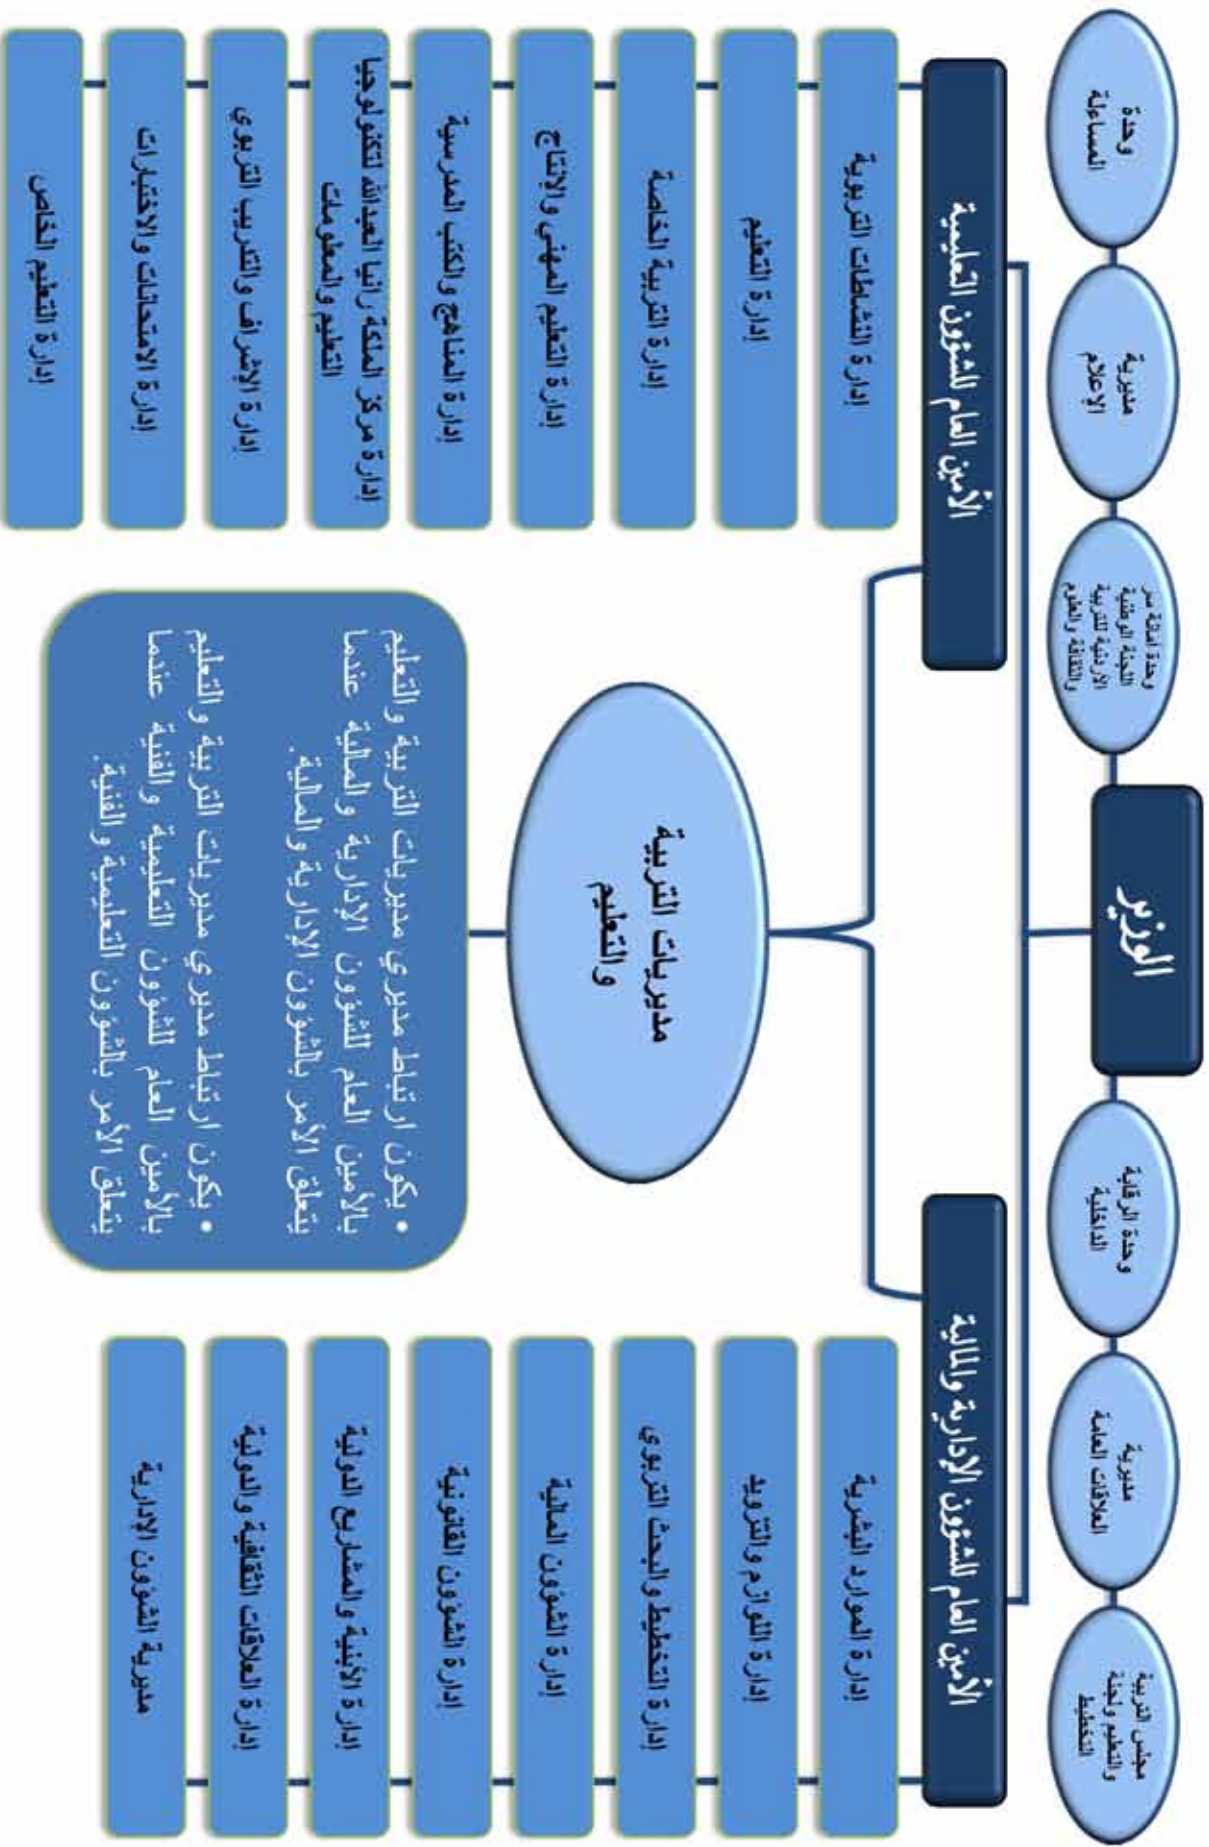 الوزير
مجلس التربية
والتعليم ولجنة
التخطيط
مديرية
العلاقات العامة
وحدة الرقابة
الداخلية
وحدة أمانة سر
اللجنة الوطنية
الأردنية للتربية
والثقافة والعلوم
مديرية
الإعلام
وحدة
المساءلة
الأمين العام للشؤون الإدارية والمالية
إدارة الموارد البشرية
إدارة اللوازم والتزويد
إدارة التخطيط والبحث التربوي
إدارة الشؤون المالية
إدارة الشؤون القانونية
إدارة الأبنية والمشاريع الدولية
إدارة العلاقات الثقافية والدولية
مديرية الشؤون الإدارية
الأمين العام للشؤون التعليمية
إدارة النشاطات التربوية
إدارة التعليم
إدارة التربية الخاصة
إدارة التعليم المهني والإنتاج
إدارة المناهج والكتب المدرسية
إدارة مركز الملكة رانيا العبدالله لتكنولوجيا
التعليم والمعلومات
إدارة الإشراف والتدريب التربوي
إدارة الامتحانات والاختبارات
إدارة التعليم الخاص
مديريات التربية
والتعليم
• يكون ارتباط مديري مديريات التربية والتعليم
بالأمين العام للشؤون الإدارية والمالية عندما
يتعلق الأمر بالشؤون الإدارية والمالية.
• يكون ارتباط مديري مديريات التربية والتعليم
بالأمين العام للشؤون التعليمية والفنية عندما
يتعلق الأمر بالشؤون التعليمية والفنية.